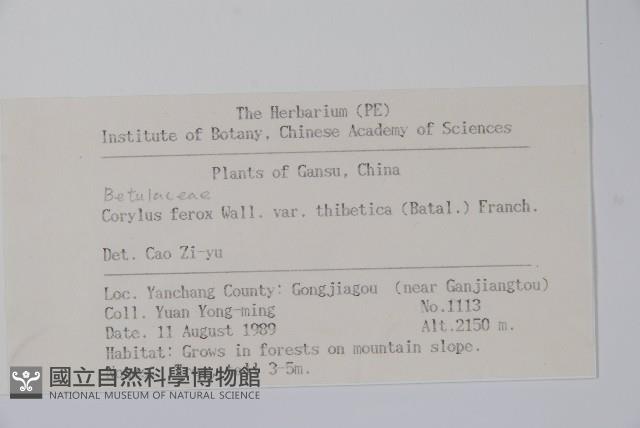 The Herbarium (PE)
Institute of Botany, Chinese Academy of Sciences
Plants of Gansu, China
Betulaceae
Corylus ferox Wall. var. thibetica (Batal.) Franch.
Det. Cao Zi-yu
Loc. Yanchang County: Gongjiagou (near Ganjiangtou)
Coll. Yuan Yong-ming No.1113
Date. 11 August 1989 Alt.2150 m.
Habitat: Grows in forests on mountain slope.
3-5m.
國立自然科學博物館
NATIONAL MUSEUM OF NATURAL SCIENCE